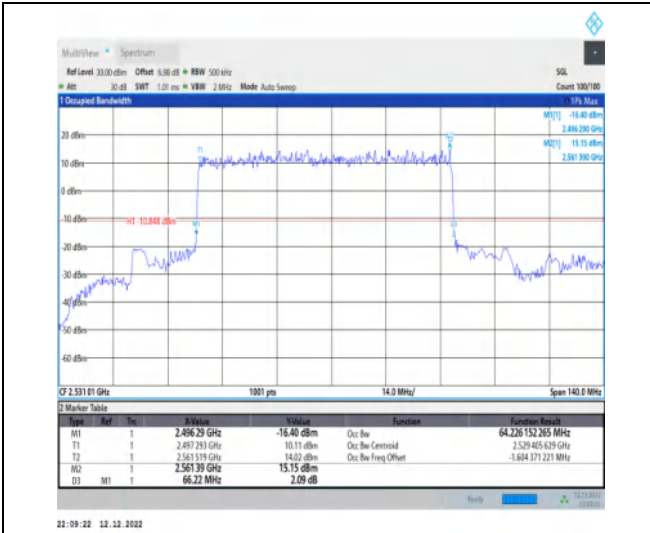 MultiView Spectrum
Ref Level 30.00 dBm Offset 6.98 dB RBW 500 kHz SGL
Att 30 dB SWT 1.01 ms VBW 2 MHz Mode Auto Sweep Count 100/100
1 Occupied Bandwidth 1Pk Max
M1[1] -16.40 dBm
2.496 290 GHz
M2[1] 15.15 dBm
2.561 390 GHz
20 dBm
T1
10 dBm
0 dBm
-10 dBm
H1 -10.848 dBm
M1
D3
-20 dBm
-30 dBm
-40 dBm
-50 dBm
-60 dBm
CF 2.531 01 GHz 1001 pts 14.0 MHz/ Span 140.0 MHz
2 Marker Table
Type Ref Trc X-Value Y-Value Function Function Result
M1 1 2.496 29 GHz -16.40 dBm Occ Bw 64.226 152 265 MHz
T1 1 2.497 293 GHz 10.11 dBm Occ Bw Centroid 2.529 405 629 GHz
T2 1 2.561 519 GHz 14.02 dBm Occ Bw Freq Offset -1.604 371 221 MHz
M2 1 2.561 39 GHz 15.15 dBm
D3 M1 1 66.22 MHz 2.09 dB
Ready 12.12.2022
22:09:22 12.12.2022